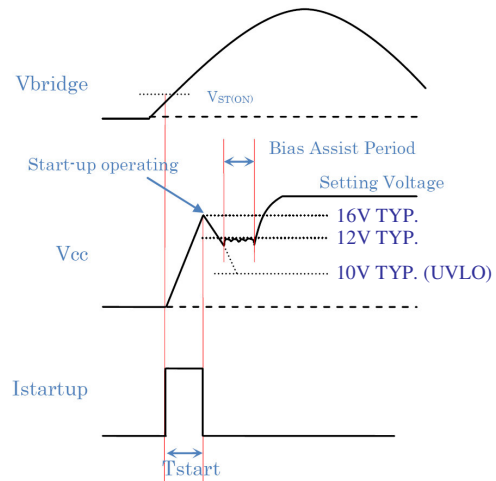 Vbridge
VST(ON)
Bias Assist Period
Start-up operating
Setting Voltage
16V TYP.
12V TYP.
Vcc
10V TYP. (UVLO)
Istartup
Tstart